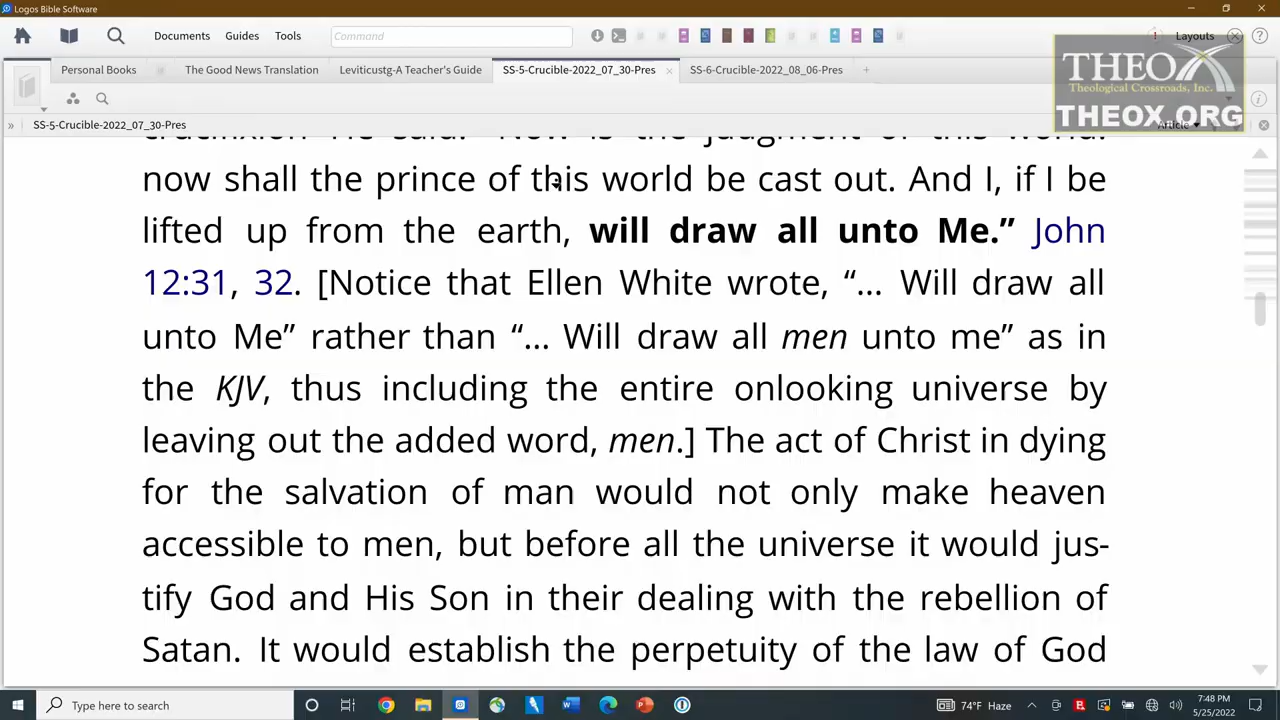 Logos Bible Software
Documents Guides Tools Command Layouts
THEOX
Theological Crossroads, Inc.
THEOX.ORG
Personal Books The Good News Translation Leviticustg A Teacher's Guide SS-5-Crucible-2022_07_30-Pres SS-6-Crucible-2022_08_06-Pres
SS-5-Crucible-2022_07_30-Pres Article
is the judgment of this world:
now shall the prince of this world be cast out. And I, if I be
lifted up from the earth, will draw all unto Me.” John
12:31, 32. [Notice that Ellen White wrote, “… Will draw all
unto Me” rather than “… Will draw all men unto me” as in
the KJV, thus including the entire onlooking universe by
leaving out the added word, men.] The act of Christ in dying
for the salvation of man would not only make heaven
accessible to men, but before all the universe it would jus-
tify God and His Son in their dealing with the rebellion of
Satan. It would establish the perpetuity of the law of God
Type here to search 74°F Haze 7:48 PM
5/25/2022